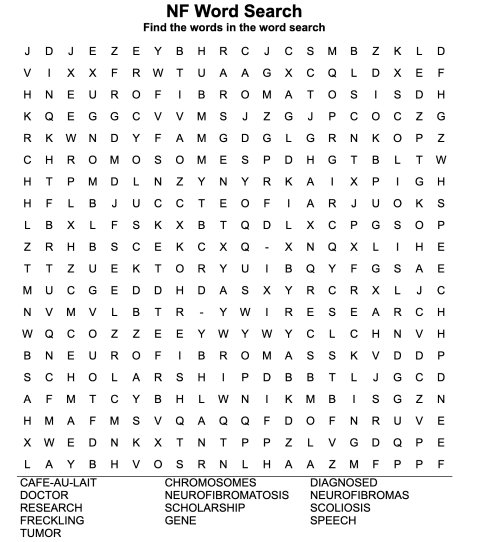 NF Word Search
Find the words in the word search
J D J E Z E Y B H R C J C S M B Z K L D
V I X X F R W T U A A G X C Q L D X E F
H N E U R O F I B R O M A T O S I S D H
K Q E G G C V V M S J Z G J P C O C Z G
R K W N D Y F A M G D G L G R N K O P Z
C H R O M O S O M E S P D H G T B L T W
H T P M D L N Z Y N Y R K A I X P I G H
H F L B J U C C T E O F I A R J U O K S
L B X L F S K X B T Q D L X C P G S O P
Z R H B S C E K C X Q - X N Q X L I H E
T T Z U E K T O R Y U I B Q Y F G S A E
M U C G E D D H D A S X Y R C R X L J C
N V M V L B T R - Y W I R E S E A R C H
W Q C O Z Z E E Y W Y W Y C L C H N V H
B N E U R O F I B R O M A S S K V D D P
S C H O L A R S H I P D B B T L J G C D
A F M T C Y B H L W N I K M B I S G Z N
H M A F M S V Q A Q Q F D O F N R U V E
X W E D N K X T N T P P Z L V G D Q P E
L A Y B H V O S R N L H A A Z M F P P F
CAFE-AU-LAIT CHROMOSOMES DIAGNOSED
DOCTOR NEUROFIBROMATOSIS NEUROFIBROMAS
RESEARCH SCHOLARSHIP SCOLIOSIS
FRECKLING GENE SPEECH
TUMOR